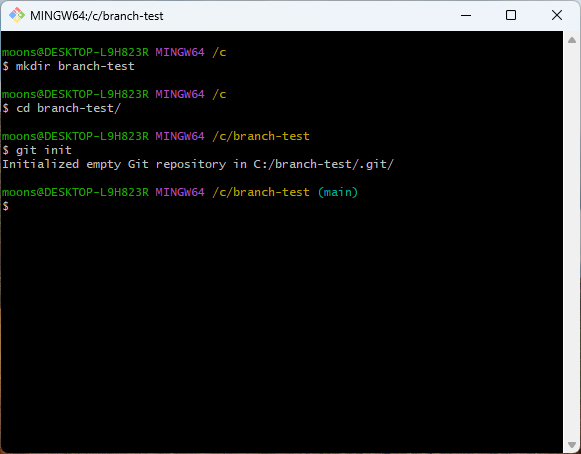 MINGW64:/c/branch-test
moons@DESKTOP-L9H823R MINGW64 /c
$ mkdir branch-test
moons@DESKTOP-L9H823R MINGW64 /c
$ cd branch-test/
moons@DESKTOP-L9H823R MINGW64 /c/branch-test
$ git init
Initialized empty Git repository in C:/branch-test/.git/
moons@DESKTOP-L9H823R MINGW64 /c/branch-test (main)
$